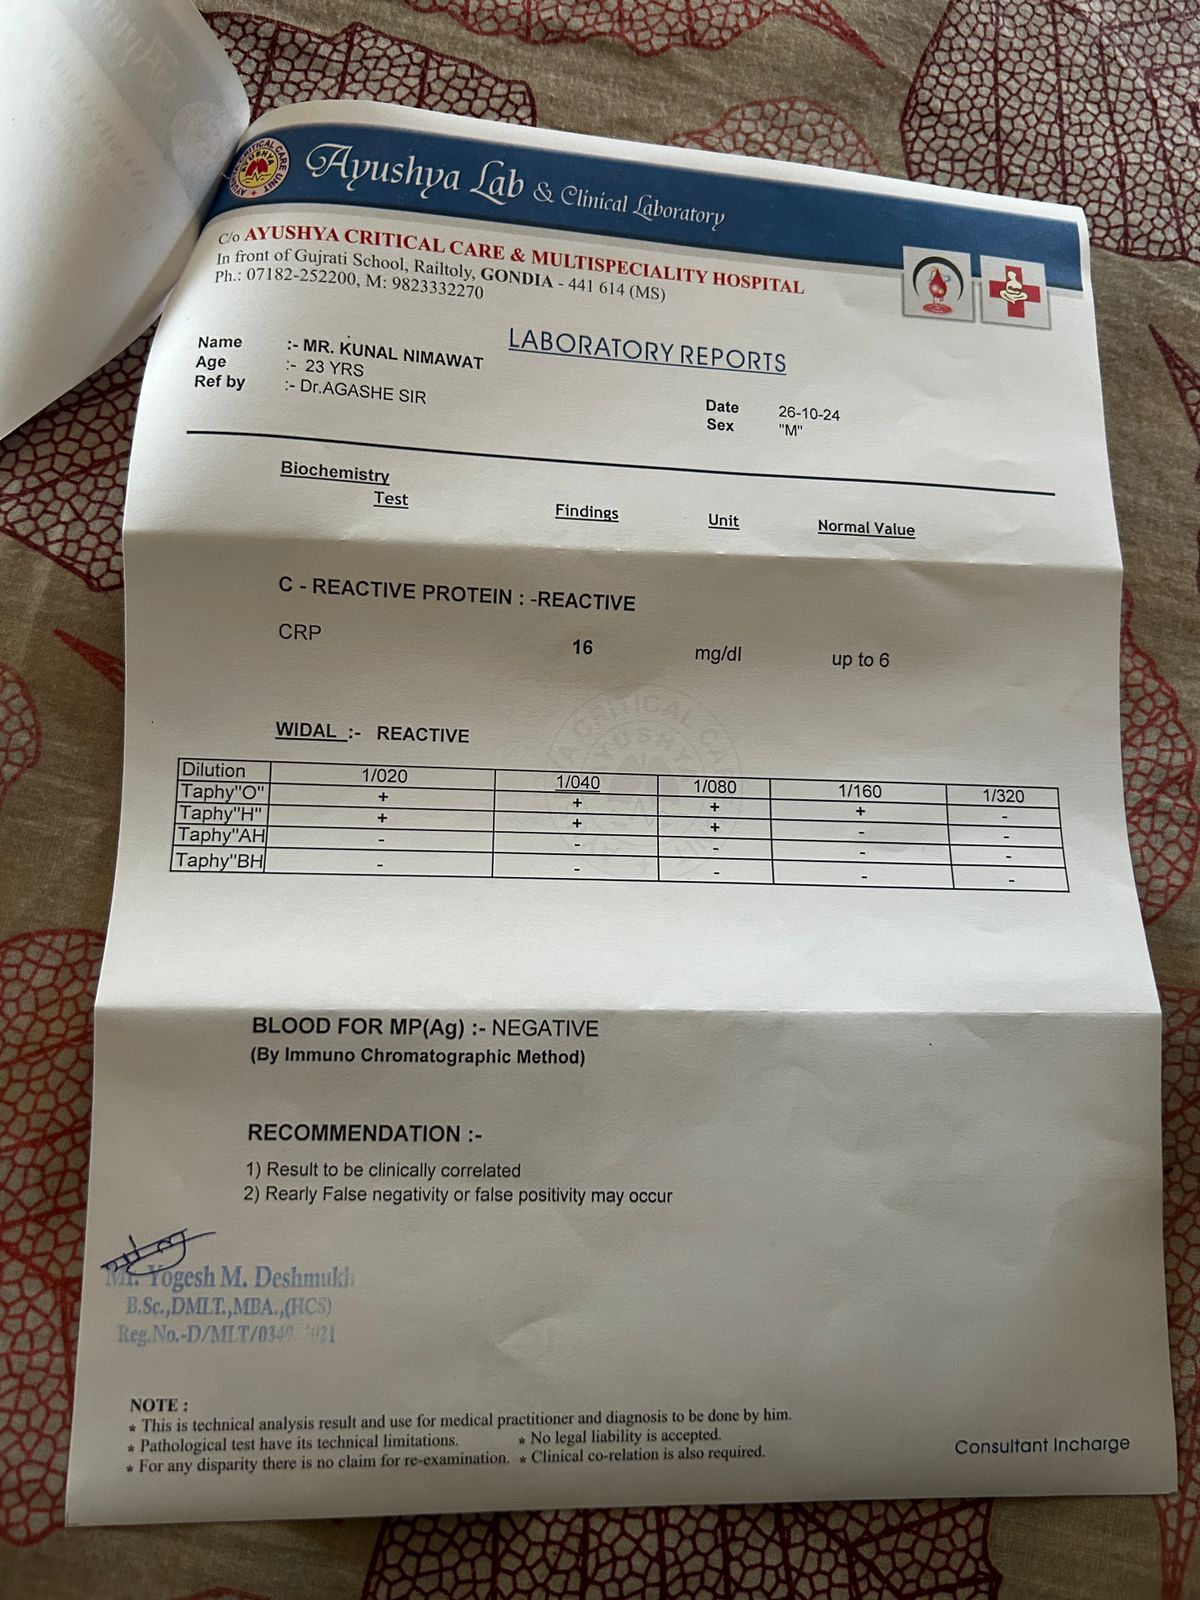 Ayushya Lab & Clinical Laboratory
C/o AYUSHYA CRITICAL CARE & MULTISPECIALITY HOSPITAL
In front of Gujrati School, Railtoly, GONDIA - 441 614 (MS)
Ph.: 07182-252200, M: 9823332270
LABORATORY REPORTS
Name :- MR. KUNAL NIMAWAT
Age :- 23 YRS
Ref by :- Dr.AGASHE SIR
Date 26-10-24
Sex "M"
Biochemistry
Test Findings Unit Normal Value
C - REACTIVE PROTEIN : -REACTIVE
CRP 16 mg/dl up to 6
WIDAL :- REACTIVE
Dilution 1/020 1/040 1/080 1/160 1/320
Taphy"O" + + + + -
Taphy"H" + + + - -
Taphy"AH - - - - -
Taphy"BH - - - - -
BLOOD FOR MP(Ag) :- NEGATIVE
(By Immuno Chromatographic Method)
RECOMMENDATION :-
1) Result to be clinically correlated
2) Rearly False negativity or false positivity may occur
Mr. Yogesh M. Deshmukh
B.Sc.,DMLT.,MBA.,(HCS)
Reg.No.-D/MLT/
NOTE :
* This is technical analysis result and use for medical practitioner and diagnosis to be done by him.
* Pathological test have its technical limitations. * No legal liability is accepted.
* For any disparity there is no claim for re-examination. * Clinical co-relation is also required.
Consultant Incharge